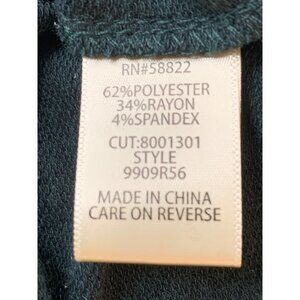 RN#58822
62%POLYESTER
34%RAYON
4%SPANDEX
CUT:8001301
STYLE
9909R56
MADE IN CHINA
CARE ON REVERSE